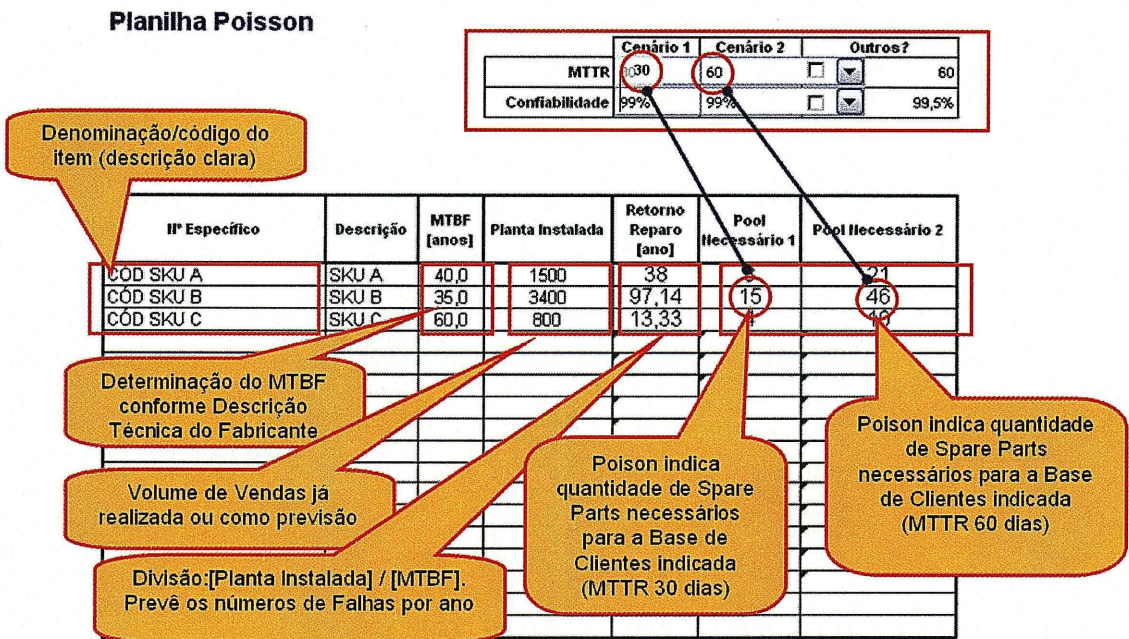 Planilha Poisson
Cenário 1 Cenário 2 Outros?
MTTR 30 60 60
Confiabilidade 99% 99% 99,5%
Denominação/código do
item (descrição clara)
Nº Específico Descrição MTBF [anos] Planta Instalada Retorno Reparo [ano] Pool Necessário 1 Pool Necessário 2
CÓD SKU A SKU A 40,0 1500 38 21
CÓD SKU B SKU B 35,0 3400 97,14 15 46
CÓD SKU C SKU C 60,0 800 13,33
Determinação do MTBF
conforme Descrição
Técnica do Fabricante
Volume de Vendas já
realizada ou como previsão
Divisão:[Planta Instalada] / [MTBF].
Prevê os números de Falhas por ano
Poison indica
quantidade de Spare
Parts necessários
para a Base de
Clientes indicada
(MTTR 30 dias)
Poison indica quantidade
de Spare Parts
necessários para a Base
de Clientes indicada
(MTTR 60 dias)